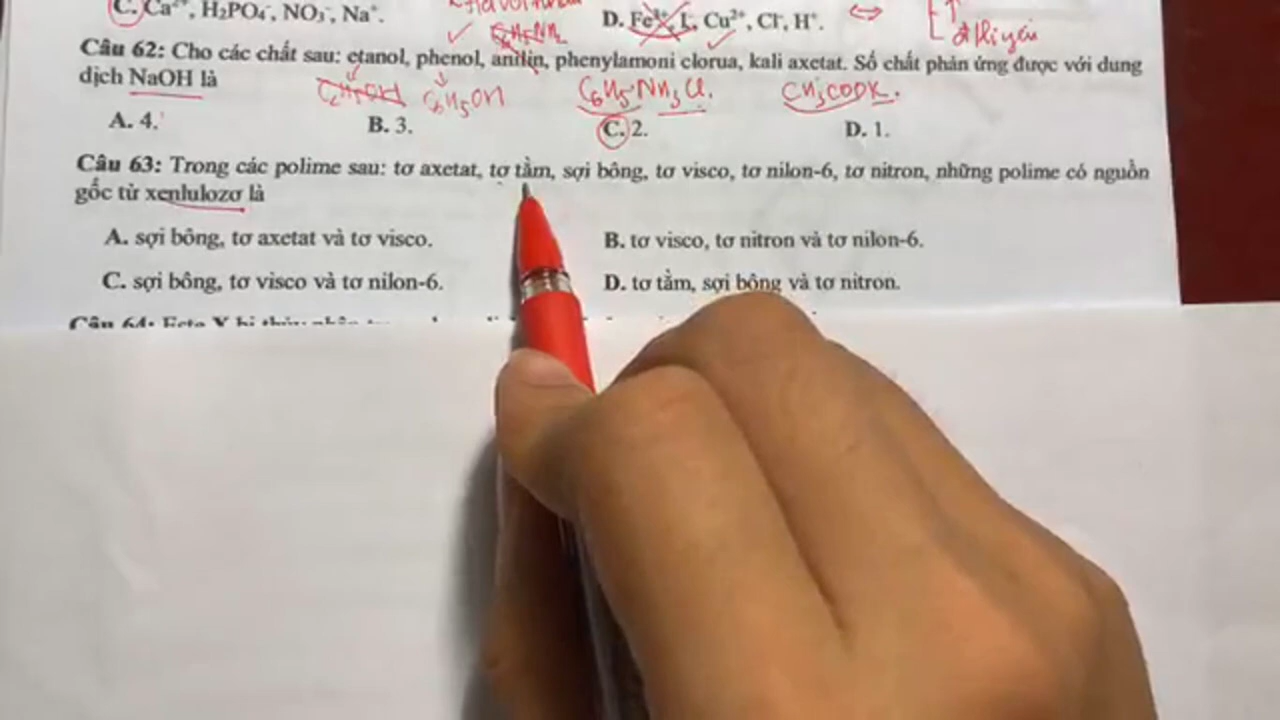 C. Ca²⁺, H₂PO₄⁻, NO₃⁻, Na⁺.
D. Fe³⁺, I⁻, Cu²⁺, Cl⁻, H⁺. ⇔
Câu 62: Cho các chất sau: etanol, phenol, anilin, phenylamoni clorua, kali axetat. Số chất phản ứng được với dung
dịch NaOH là
C₂H₅OH C₆H₅OH C₆H₅NH₃Cl. CH₃COOK.
A. 4. B. 3. C. 2. D. 1.
Câu 63: Trong các polime sau: tơ axetat, tơ tằm, sợi bông, tơ visco, tơ nilon-6, tơ nitron, những polime có nguồn
gốc từ xenlulozơ là
A. sợi bông, tơ axetat và tơ visco. B. tơ visco, tơ nitron và tơ nilon-6.
C. sợi bông, tơ visco và tơ nilon-6. D. tơ tằm, sợi bông và tơ nitron.
Câu 64: